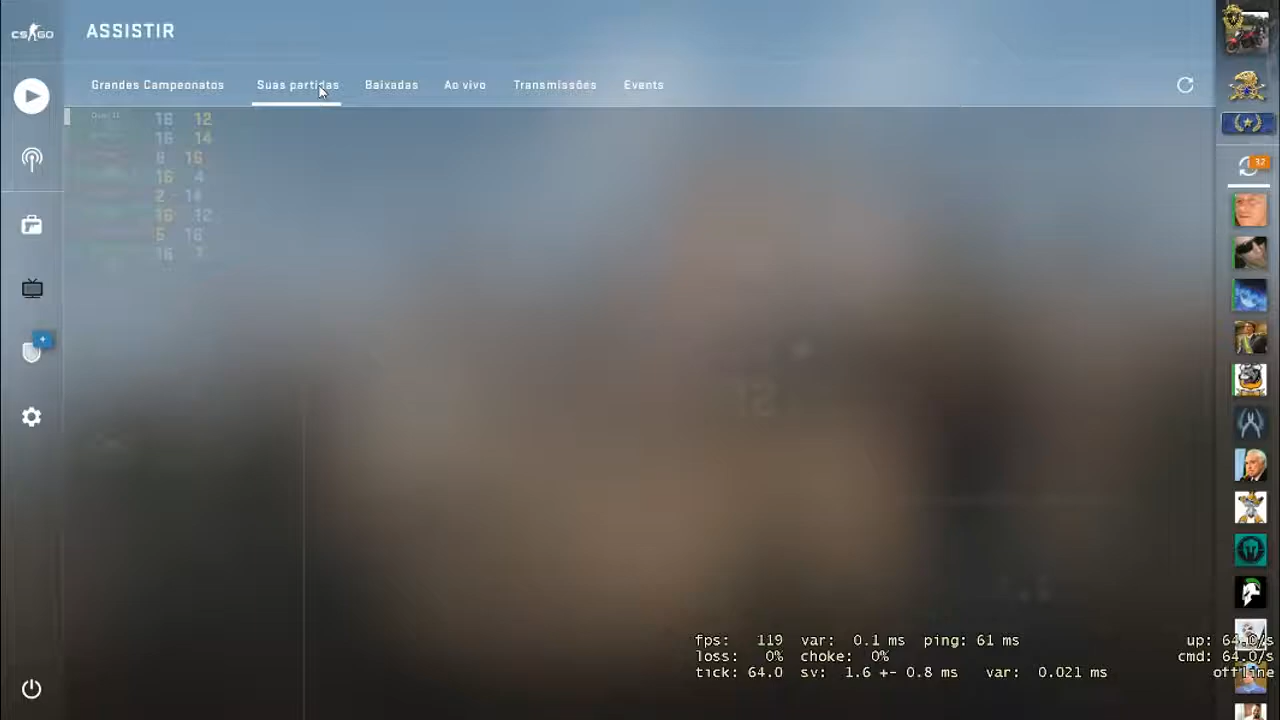 CS GO
ASSISTIR
Grandes Campeonatos
Suas partidas
Baixadas
Ao vivo
Transmissões
Events
32
16 12
16 14
8 16
16 4
2 16
16 12
5 16
16 7
12
+
fps: 119 var: 0.1 ms ping: 61 ms
loss: 0% choke: 0%
tick: 64.0 sv: 1.6 +- 0.8 ms var: 0.021 ms
up: 64.0/s
cmd: 64.0/s
offline